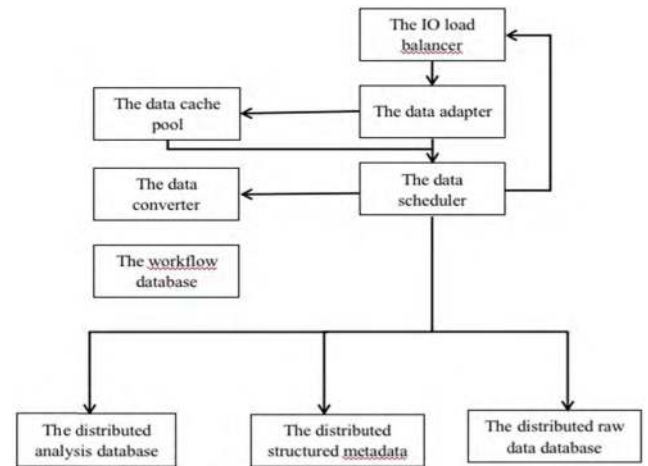 The IO load
balancer
The data cache
pool
The data adapter
The data
converter
The data
scheduler
The workflow
database
The distributed
analysis database
The distributed
structured metadata
The distributed raw
data database